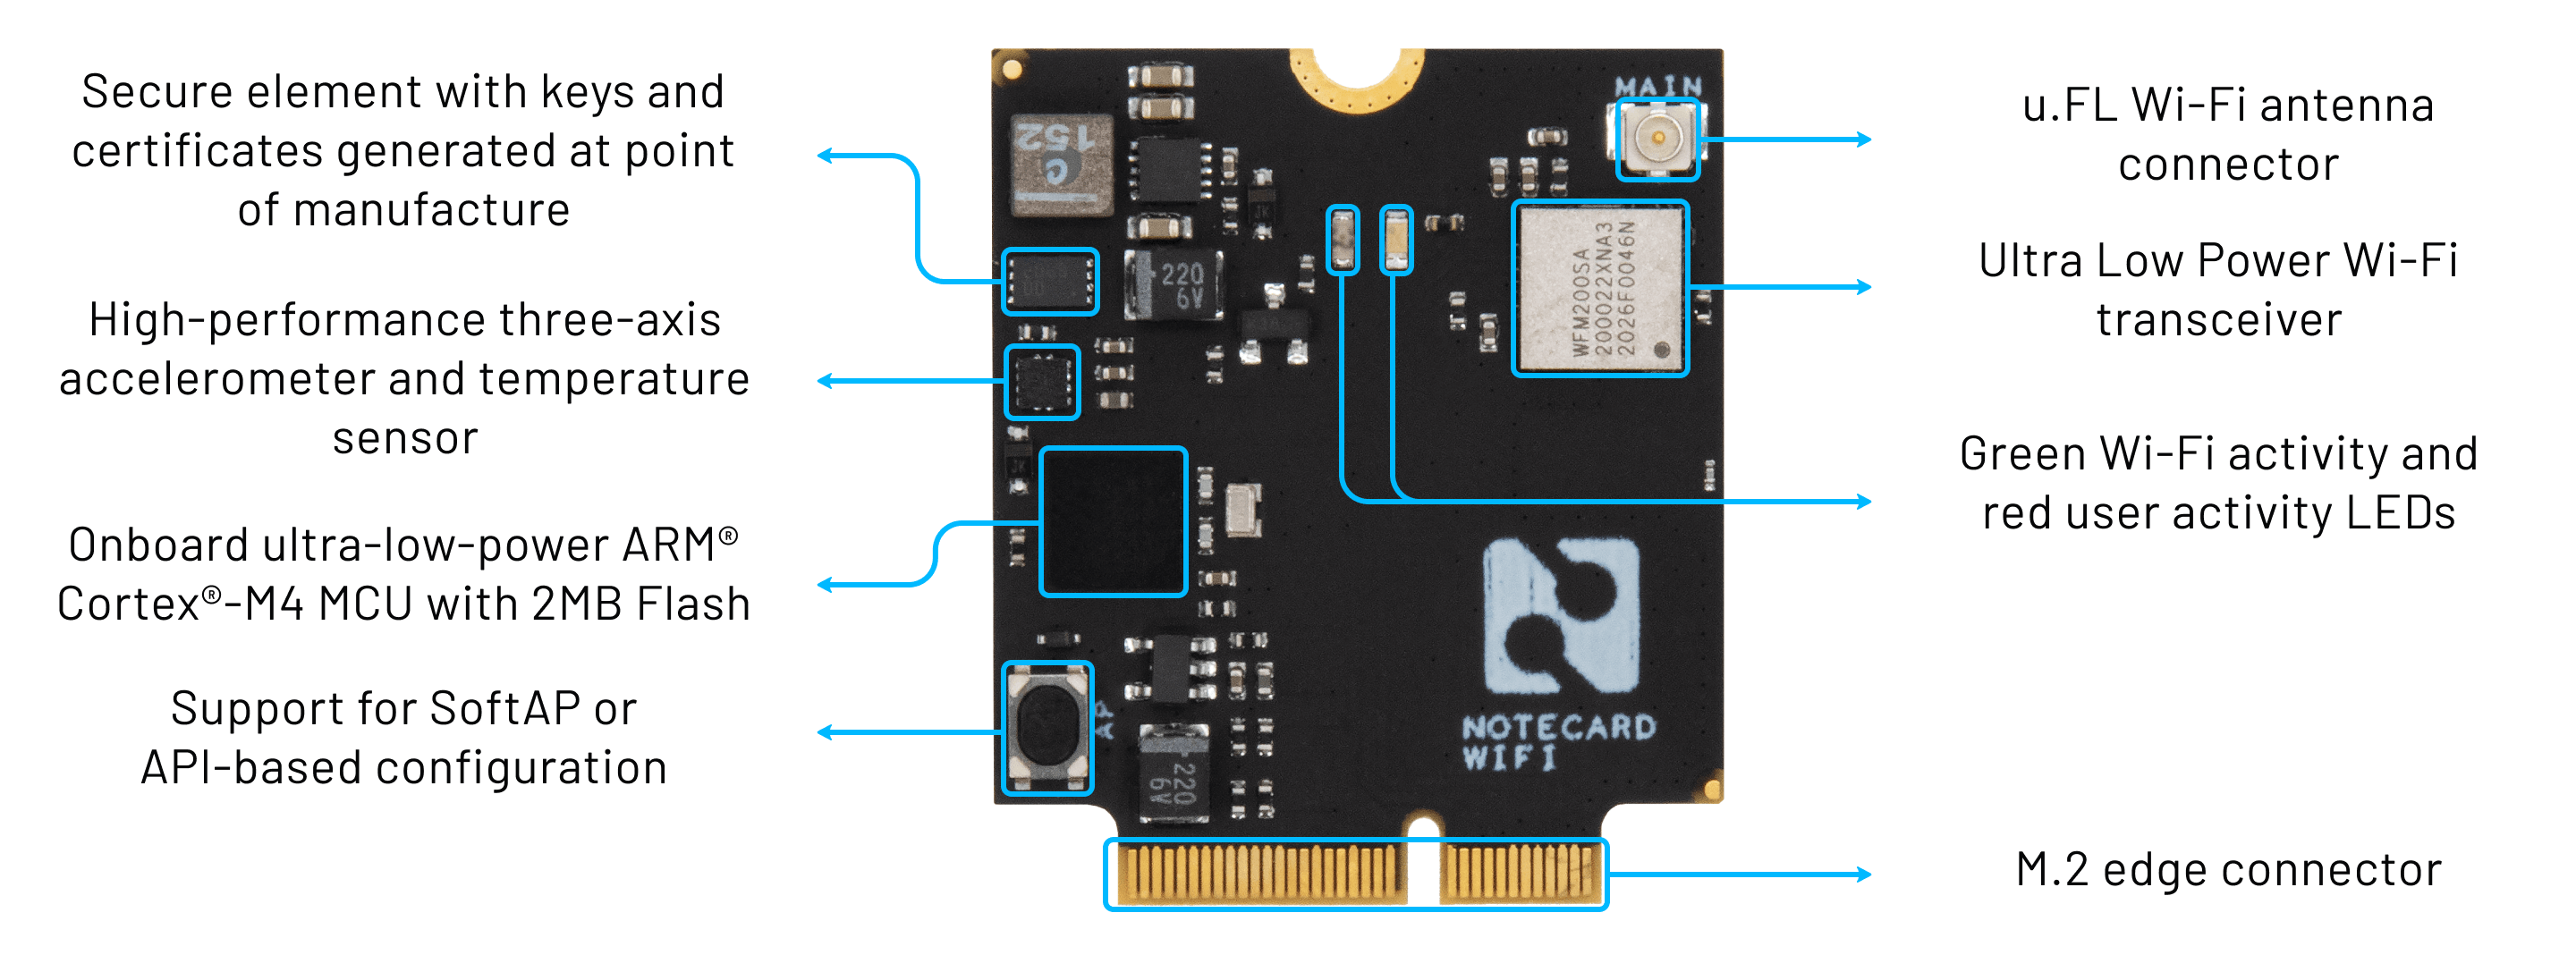 Secure element with keys and
certificates generated at point
of manufacture
High-performance three-axis
accelerometer and temperature
sensor
Onboard ultra-low-power ARM®
Cortex®-M4 MCU with 2MB Flash
Support for SoftAP or
API-based configuration
MAIN
152
C
220
6V
JK
WFM200SA
200022XNA3
2026F0046N
JK
AP
220
6V
NOTECARD
WIFI
u.FL Wi-Fi antenna
connector
Ultra Low Power Wi-Fi
transceiver
Green Wi-Fi activity and
red user activity LEDs
M.2 edge connector